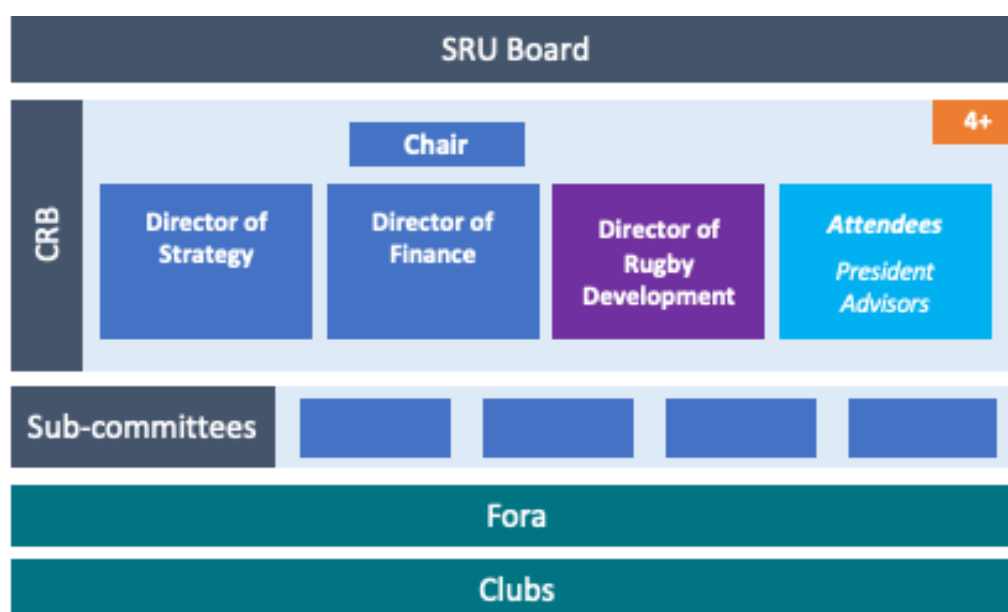 SRU Board
4+
Chair
CRB
Director of
Strategy
Director of
Finance
Director of
Rugby
Development
Attendees
President
Advisors
Sub-committees
Fora
Clubs